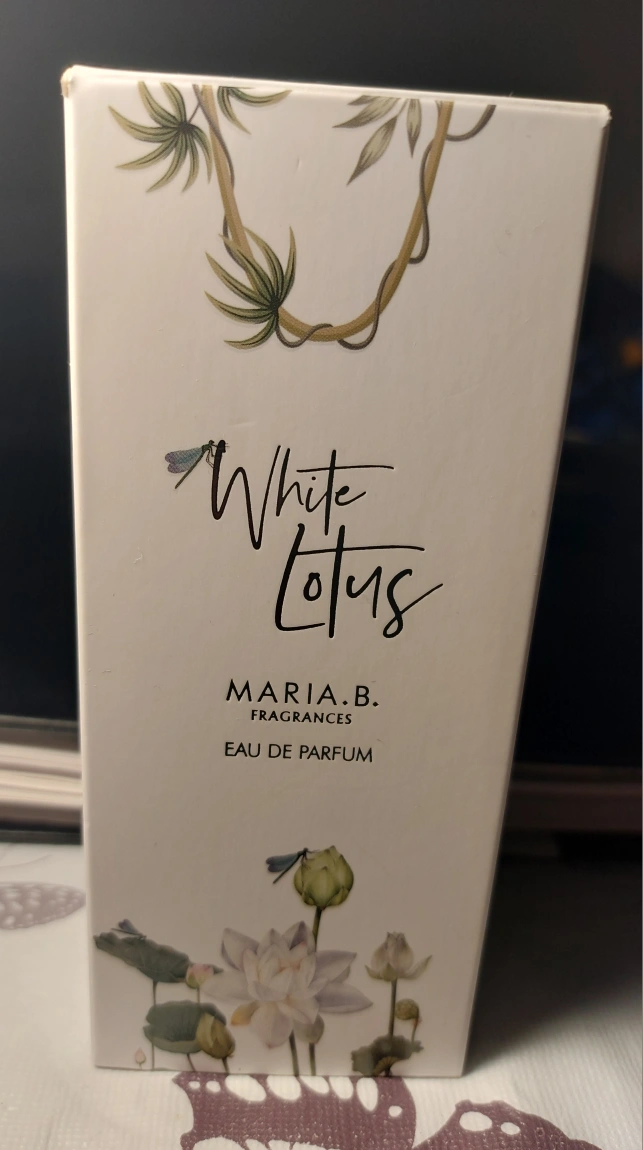 White
Lotus
MARIA.B.
FRAGRANCES
EAU DE PARFUM